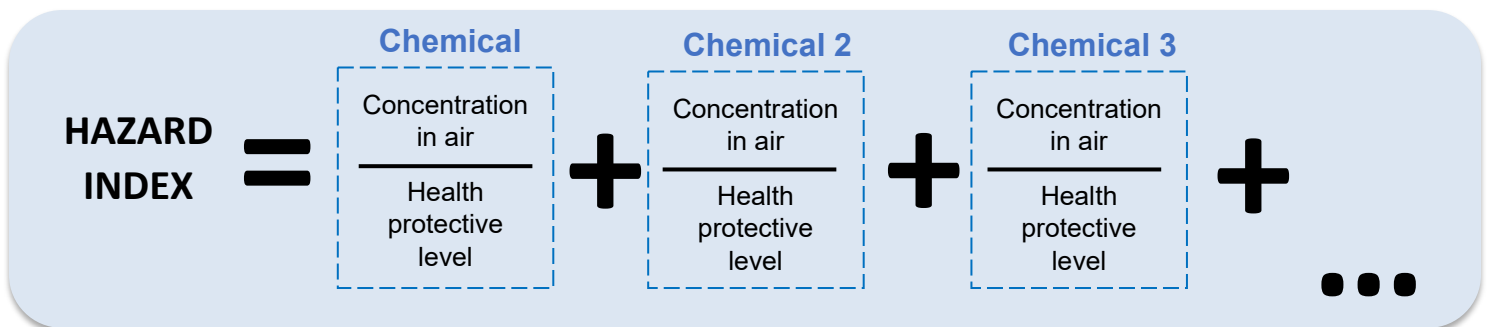 HAZARD
INDEX
=
Chemical
Concentration
in air
Health
protective
level
+
Chemical 2
Concentration
in air
Health
protective
level
+
Chemical 3
Concentration
in air
Health
protective
level
+
...